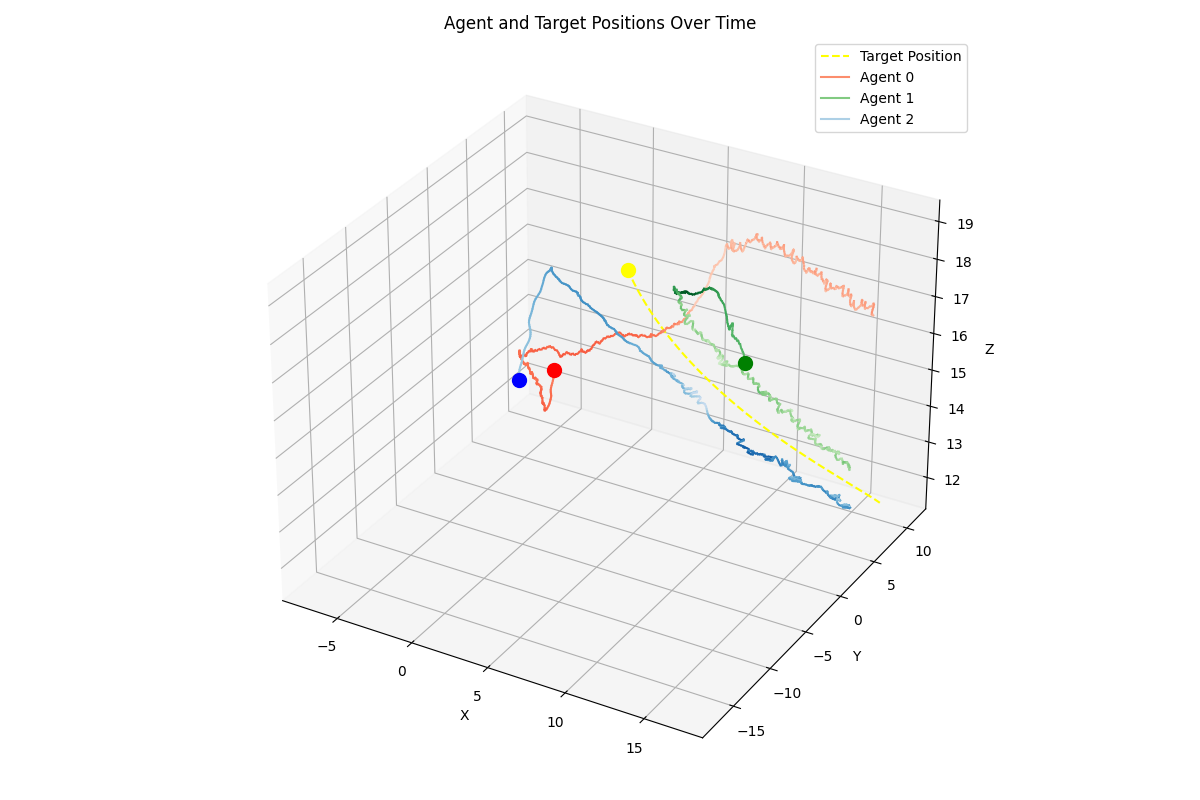 Agent and Target Positions Over Time
Target Position
Agent 0
Agent 1
Agent 2
19
18
17
16
15
14
13
12
Z
10
5
0
−5
−10
−15
Y
−5
0
5
10
15
X